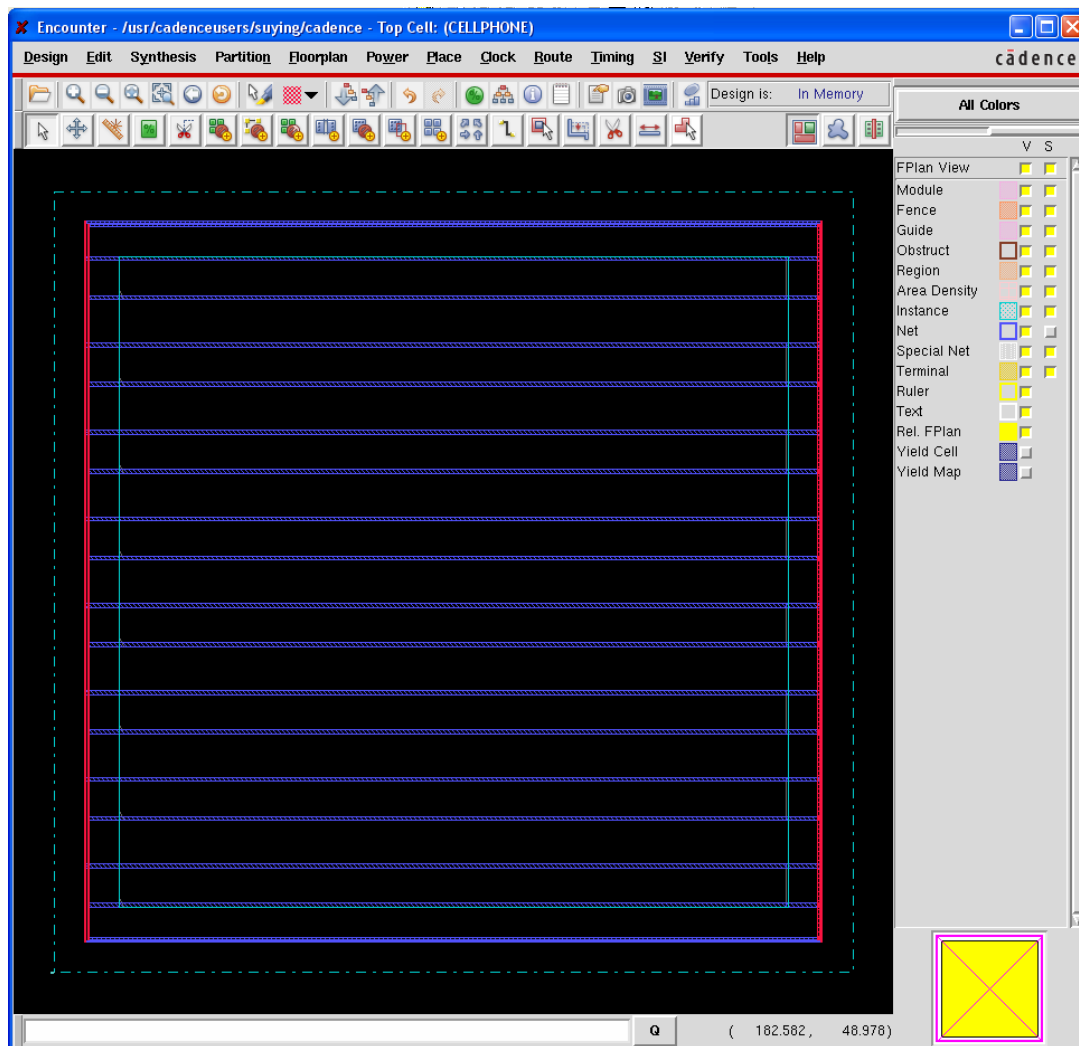 Encounter - /usr/cadenceusers/suying/cadence - Top Cell: (CELLPHONE)
Design Edit Synthesis Partition Floorplan Power Place Clock Route Timing SI Verify Tools Help cādence
Design is: In Memory
All Colors
V S
FPlan View
Module
Fence
Guide
Obstruct
Region
Area Density
Instance
Net
Special Net
Terminal
Ruler
Text
Rel. FPlan
Yield Cell
Yield Map
Q ( 182.582, 48.978)